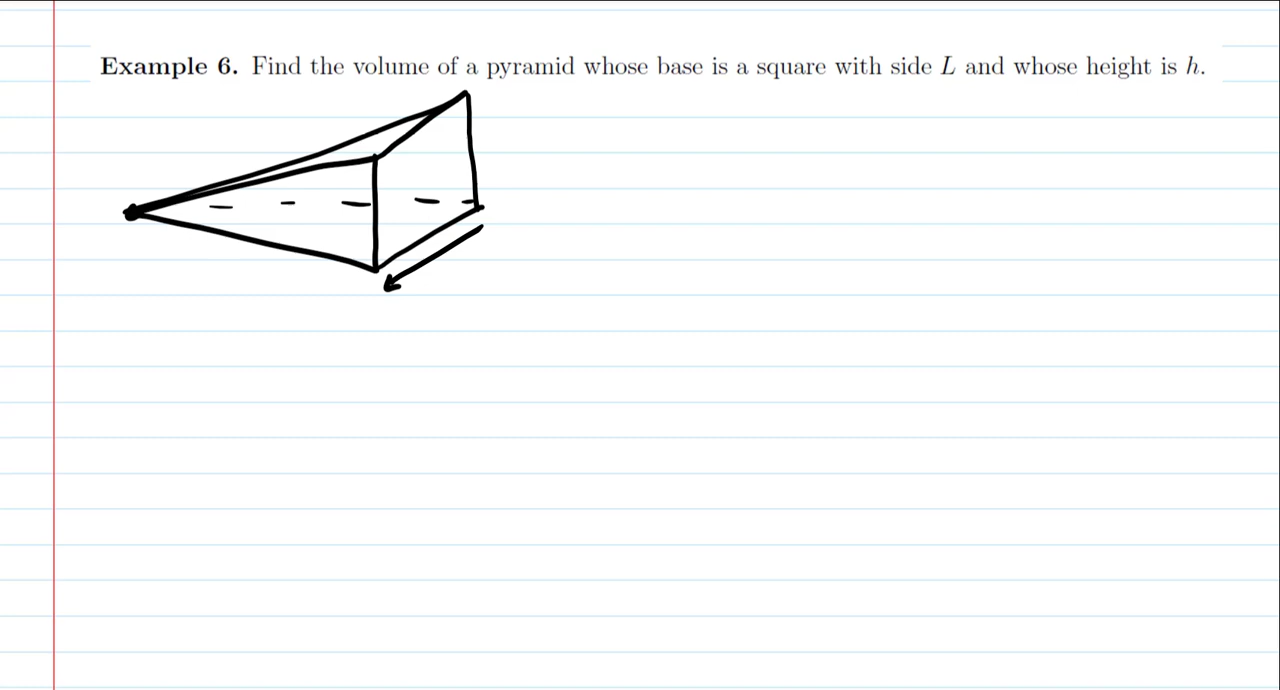 Example 6. Find the volume of a pyramid whose base is a square with side L and whose height is h.